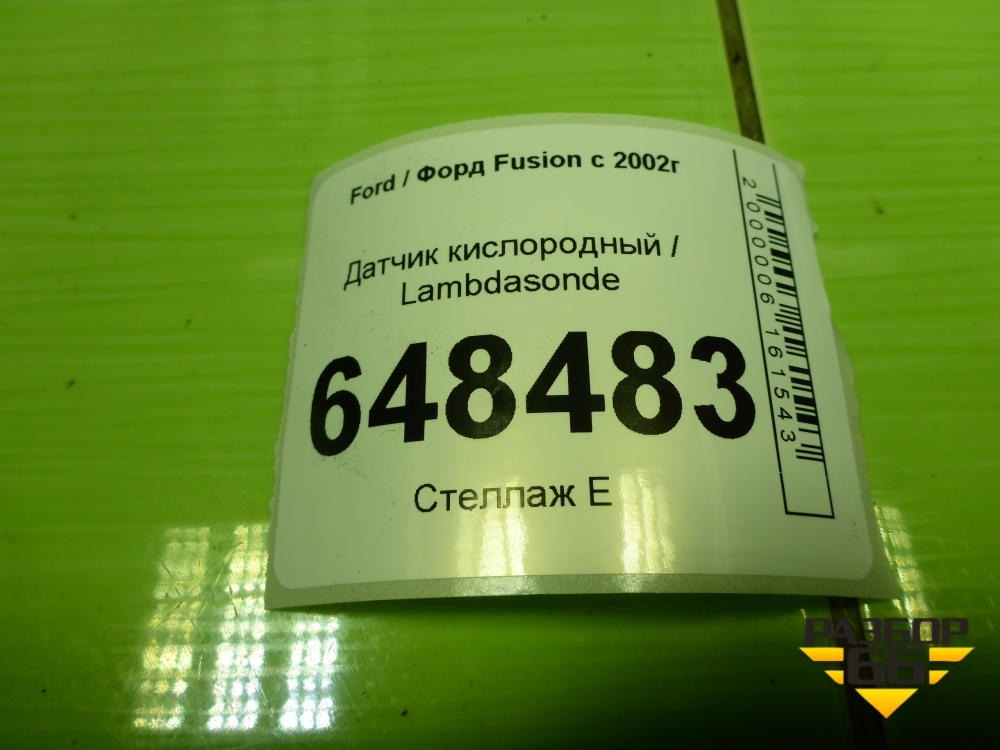 Ford / Форд Fusion с 2002г
Датчик кислородный /
Lambdasonde
648483
Стеллаж Е
2000006161543
РАЗБОР
66